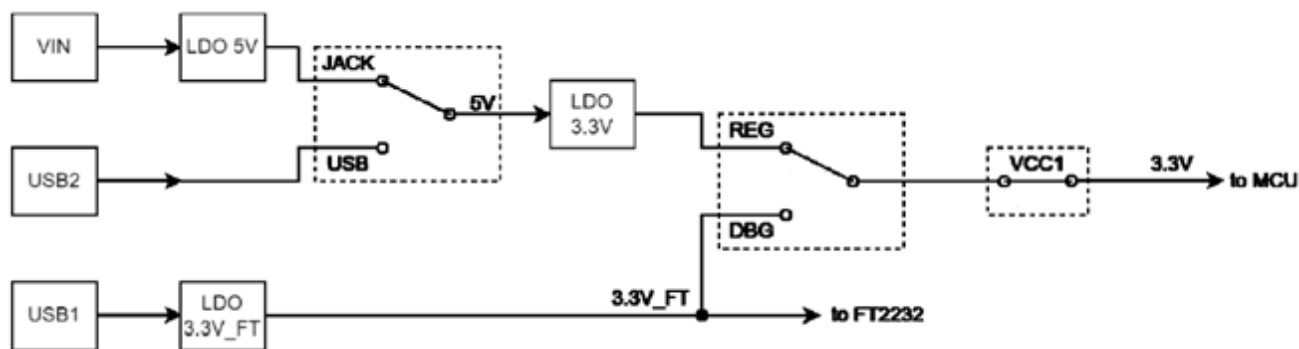 VIN
LDO 5V
JACK
5V
LDO
3.3V
USB
REG
VCC1
3.3V
to MCU
USB2
DBG
USB1
LDO
3.3V_FT
3.3V_FT
to FT2232